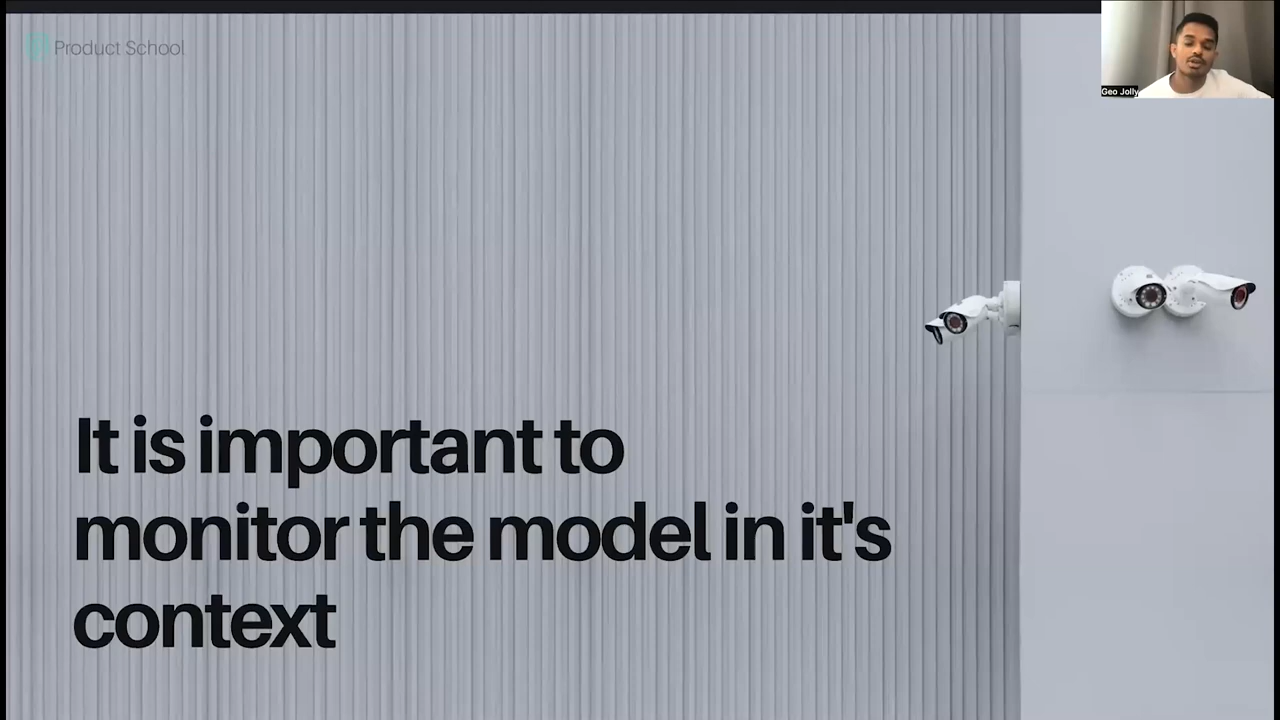 Product School
Geo Jolly
It is important to
monitor the model in it's
context